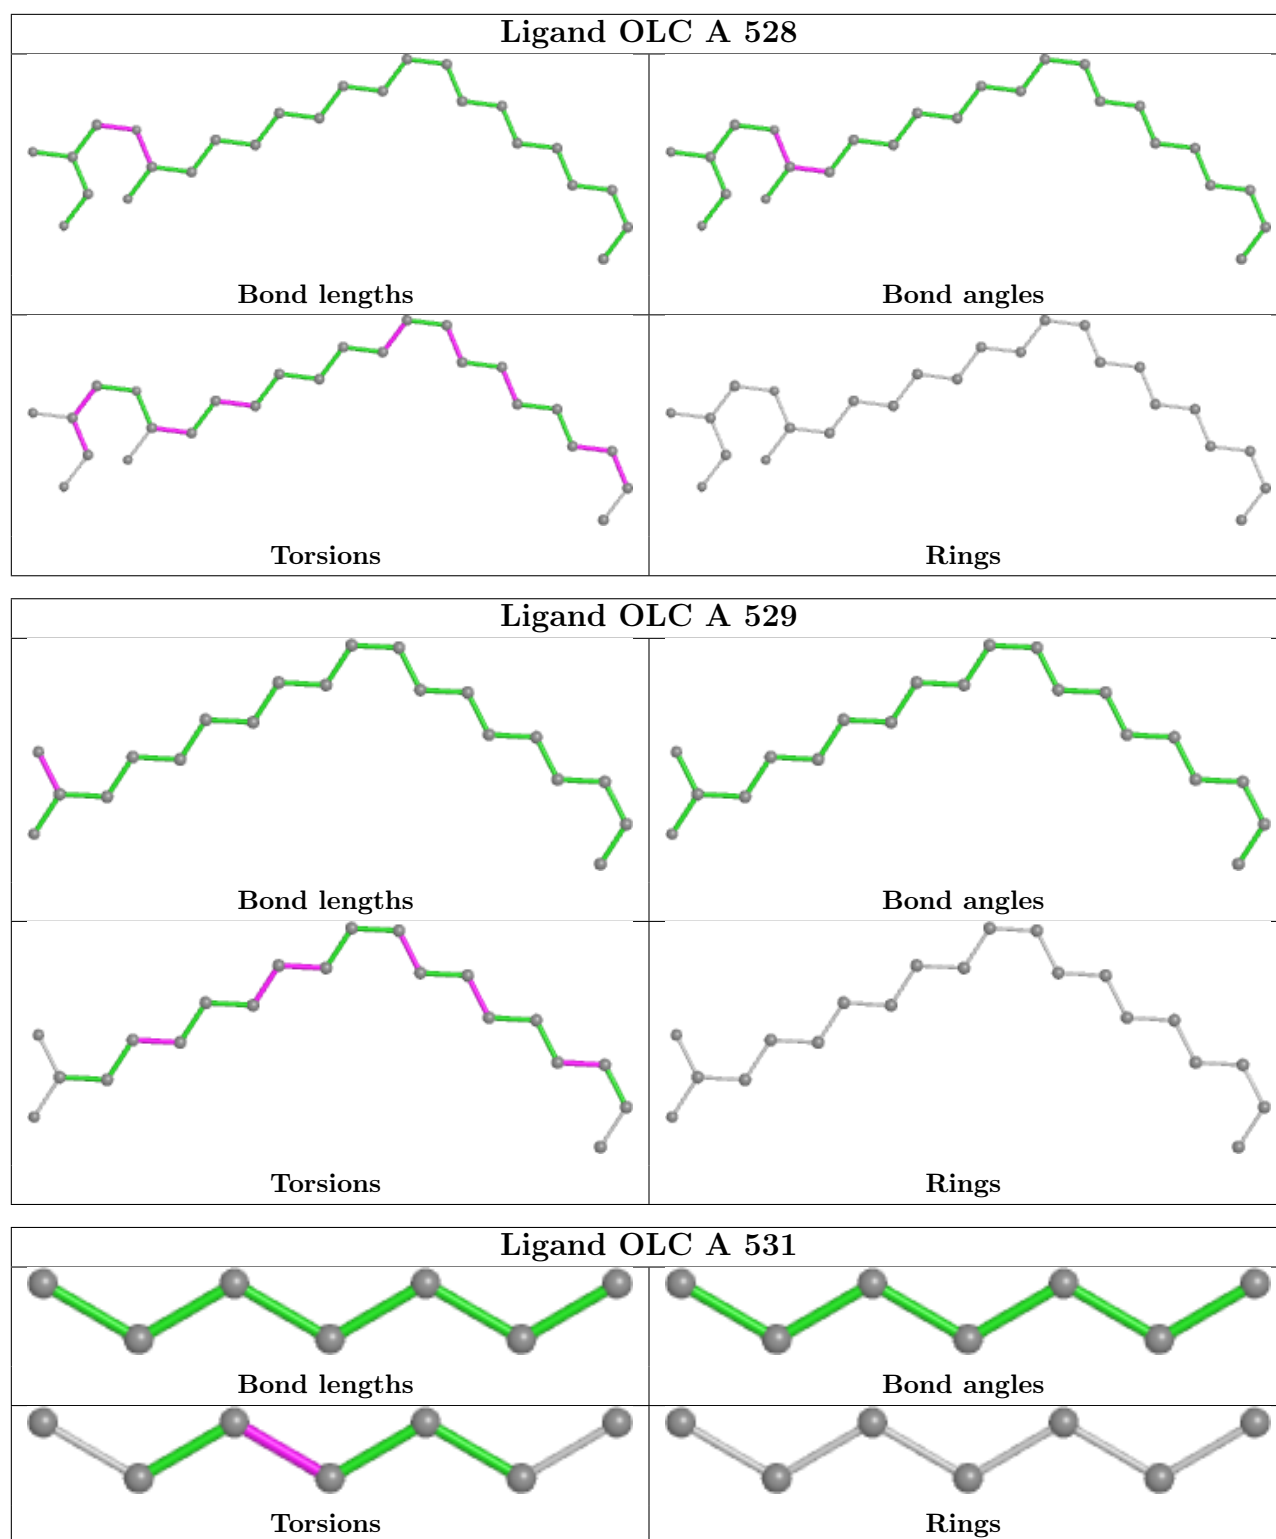 Ligand OLC A 528
Bond lengths
Bond angles
Torsions
Rings
Ligand OLC A 529
Bond lengths
Bond angles
Torsions
Rings
Ligand OLC A 531
Bond lengths
Bond angles
Torsions
Rings